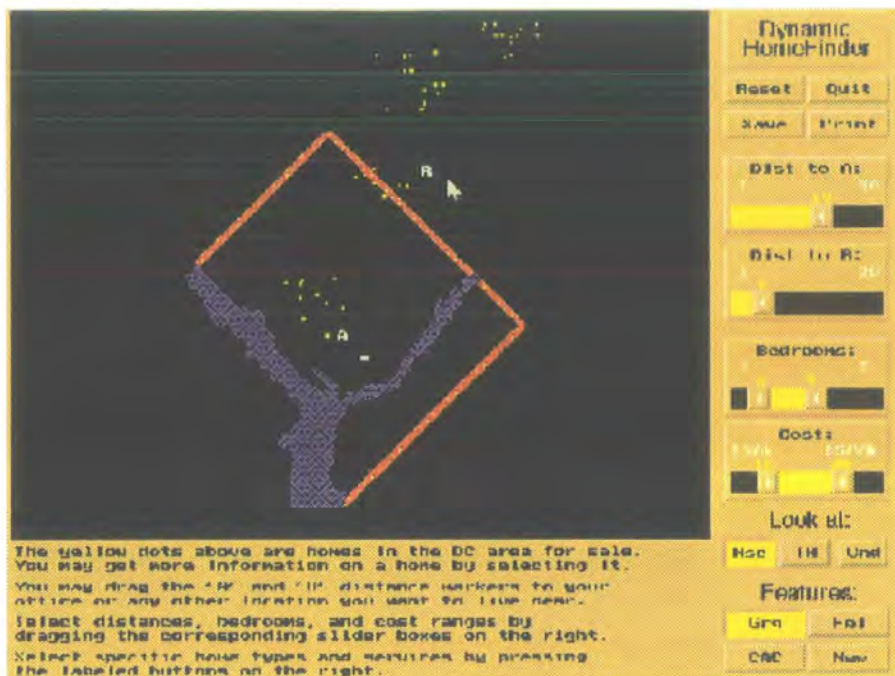 Dynamic
HomeFinder
Reset Quit
Save Print
Dist to A:
B
Dist to B:
Bedrooms:
A
Cost:
Look at:
The yellow dots above are homes in the DC area for sale.
You may get more information on a home by selecting it.
Hse TH Cnd
You may drag the 'A' and 'B' distance markers to your
office or any other location you want to live near.
Features:
Select distances, bedrooms, and cost ranges by
dragging the corresponding slider boxes on the right.
Grg Fpl
Select specific home types and services by pressing
the labeled buttons on the right.
CAC New